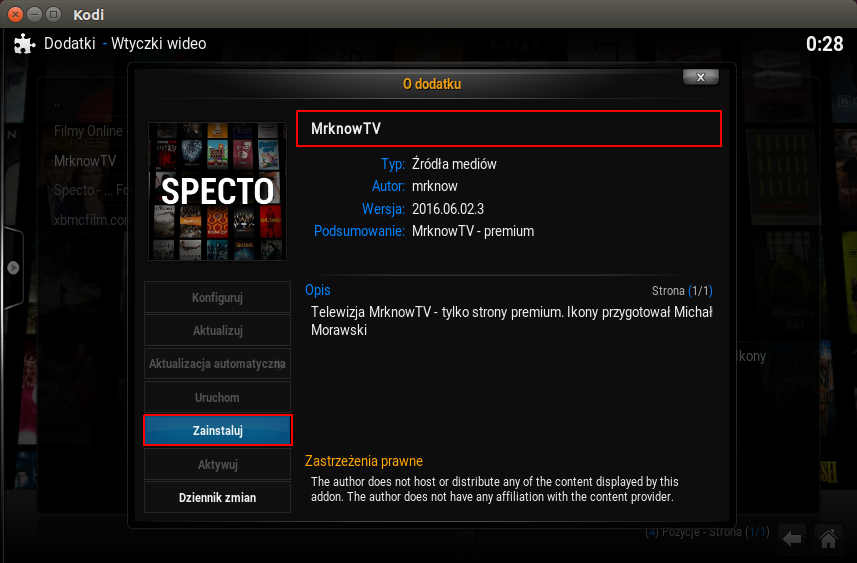 Kodi
Dodatki - Wtyczki wideo
0:28
O dodatku
x
..
Filmy Online -
MrknowTV
Specto - ... Fo
xbmcfilm.com
SPECTO
MrknowTV
Typ: Źródła mediów
Autor: mrknow
Wersja: 2016.06.02.3
Podsumowanie: MrknowTV - premium
Konfiguruj
Aktualizuj
Aktualizacja automatyczna
Uruchom
Zainstaluj
Aktywuj
Dziennik zmian
Opis
Strona (1/1)
Telewizja MrknowTV - tylko strony premium. Ikony przygotował Michał
Morawski
Ikony
Zastrzeżenia prawne
The author does not host or distribute any of the content displayed by this
addon. The author does not have any affiliation with the content provider.
(4) Pozycje - Strona (1/1)